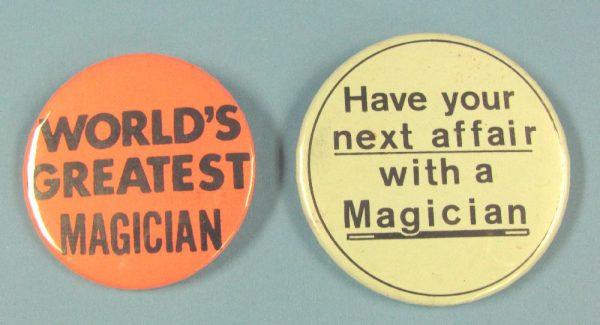 WORLD'S
GREATEST
MAGICIAN
Have your
next affair
with a
Magician